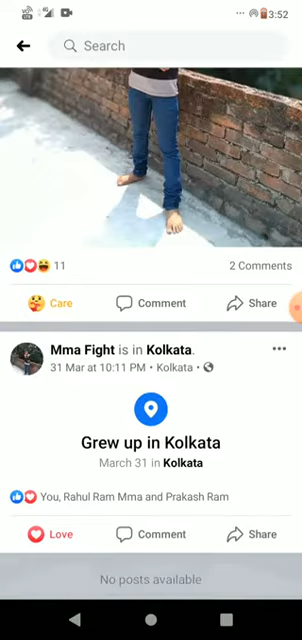 3:52
Search
11
2 Comments
Care Comment Share
Mma Fight is in Kolkata.
31 Mar at 10:11 PM • Kolkata •
Grew up in Kolkata
March 31 in Kolkata
You, Rahul Ram Mma and Prakash Ram
Love Comment Share
No posts available